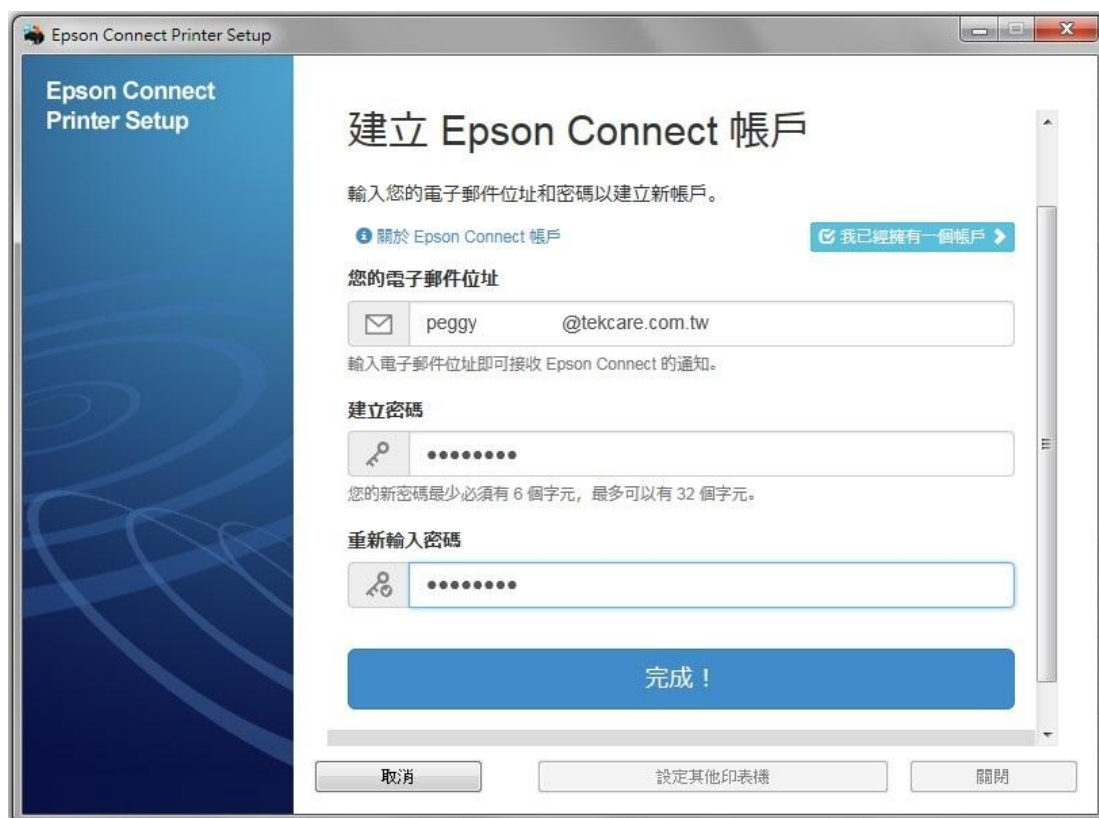 Epson Connect Printer Setup
Epson Connect
Printer Setup
建立 Epson Connect 帳戶
輸入您的電子郵件位址和密碼以建立新帳戶。
關於 Epson Connect 帳戶
我已經擁有一個帳戶
您的電子郵件位址
peggy @tekcare.com.tw
輸入電子郵件位址即可接收 Epson Connect 的通知。
建立密碼
••••••••
您的新密碼最少必須有 6 個字元，最多可以有 32 個字元。
重新輸入密碼
••••••••
完成！
取消
設定其他印表機
關閉